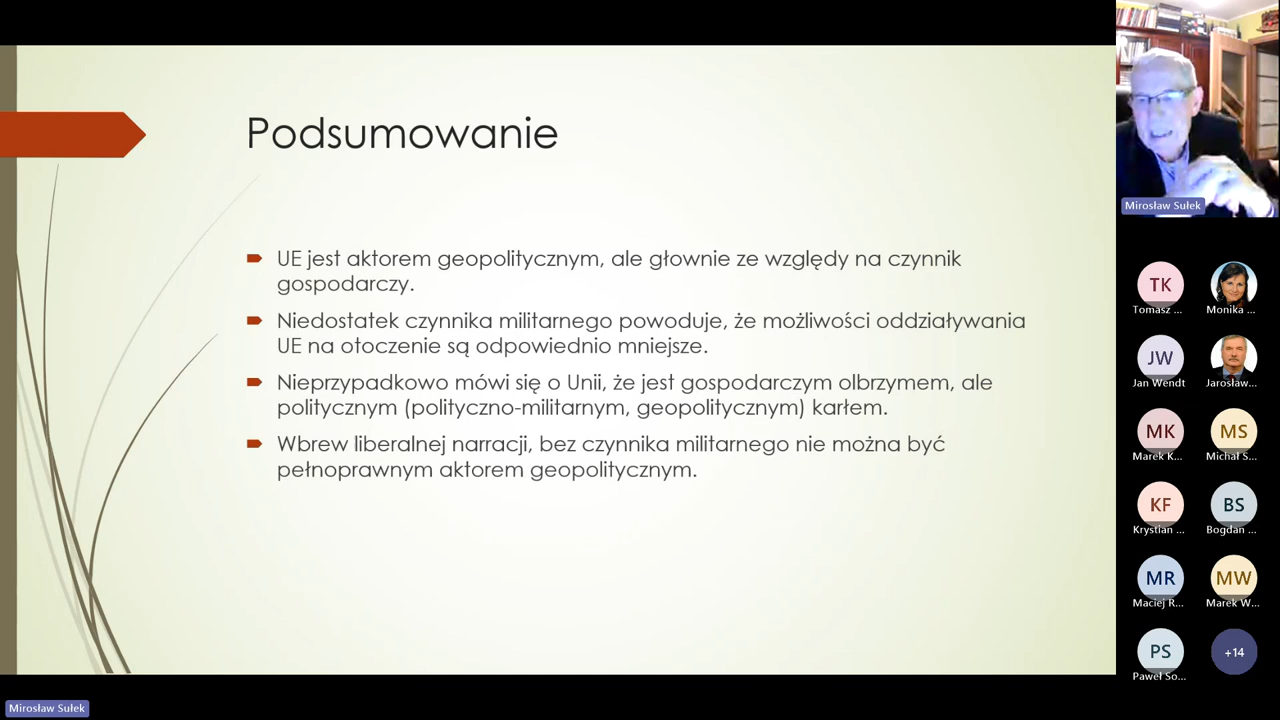 Podsumowanie
UE jest aktorem geopolitycznym, ale głownie ze względy na czynnik
gospodarczy.
Niedostatek czynnika militarnego powoduje, że możliwości oddziaływania
UE na otoczenie są odpowiednio mniejsze.
Nieprzypadkowo mówi się o Unii, że jest gospodarczym olbrzymem, ale
politycznym (polityczno-militarnym, geopolitycznym) karłem.
Wbrew liberalnej narracji, bez czynnika militarnego nie można być
pełnoprawnym aktorem geopolitycznym.
Mirosław Sułek
TK
Tomasz ...
Monika ...
JW
Jan Wendt
Jarosław...
MK
Marek K...
MS
Michał S...
KF
Krystian ...
BS
Bogdan ...
MR
Maciej R...
MW
Marek W...
PS
Paweł So...
+14
Mirosław Sułek